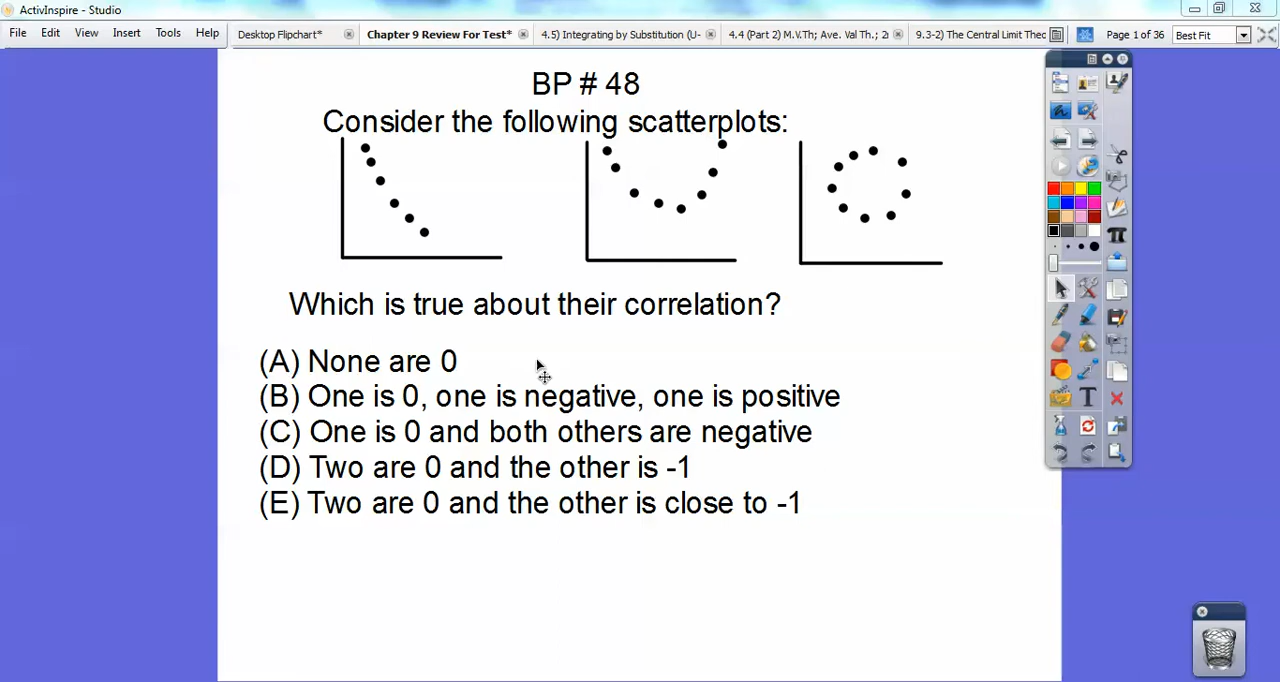 ActivInspire - Studio
File Edit View Insert Tools Help
Desktop Flipchart* Chapter 9 Review For Test* 4.5) Integrating by Substitution (U- 4.4 (Part 2) M.V.Th; Ave. Val Th.; 9.3-2) The Central Limit Theo Page 1 of 36 Best Fit
BP # 48
Consider the following scatterplots:
Which is true about their correlation?
(A) None are 0
(B) One is 0, one is negative, one is positive
(C) One is 0 and both others are negative
(D) Two are 0 and the other is -1
(E) Two are 0 and the other is close to -1